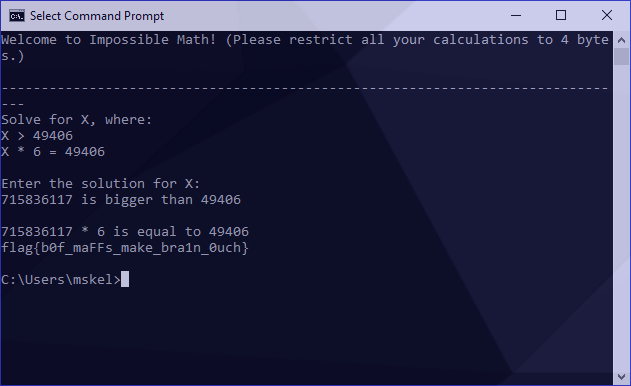 Select Command Prompt
Welcome to Impossible Math! (Please restrict all your calculations to 4 byte
s.)
----------------------------------------------------------------------------
---
Solve for X, where:
X > 49406
X * 6 = 49406
Enter the solution for X:
715836117 is bigger than 49406
715836117 * 6 is equal to 49406
flag{b0f_maFFs_make_bra1n_0uch}
C:\Users\mskel>